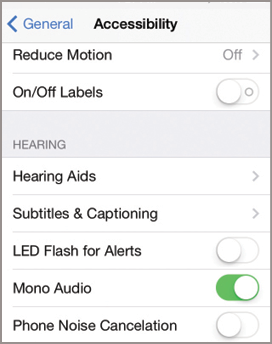 General Accessibility
Reduce Motion Off
On/Off Labels
HEARING
Hearing Aids
Subtitles & Captioning
LED Flash for Alerts
Mono Audio
Phone Noise Cancelation